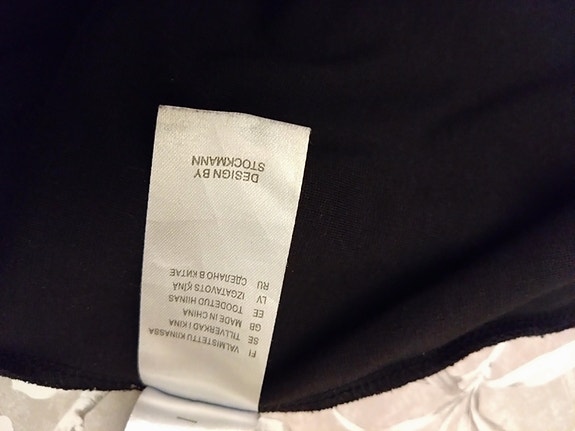 FI VALMISTETTU KIINASSA
SE TILLVERKAD I KINA
GB MADE IN CHINA
EE TOODETUD HIINAS
LV IZGATAVOTS ĶĪNĀ
RU СДЕЛАНО В КИТАЕ
DESIGN BY
STOCKMANN